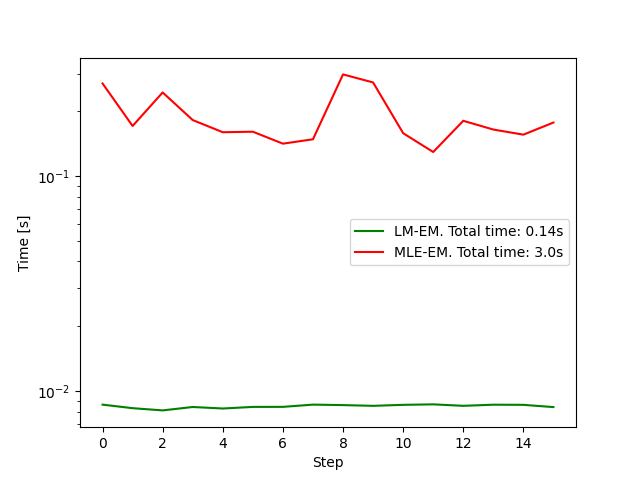 Time [s]
10⁻¹
10⁻²
LM-EM. Total time: 0.14s
MLE-EM. Total time: 3.0s
0 2 4 6 8 10 12 14
Step